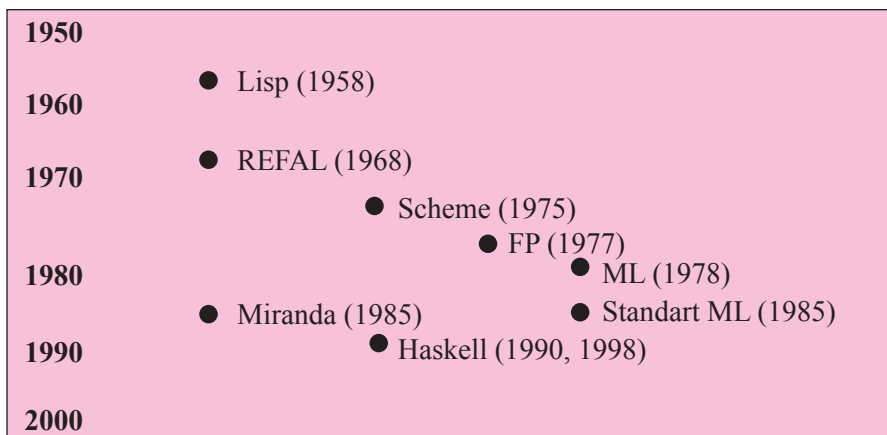 1950
Lisp (1958)
1960
REFAL (1968)
1970
Scheme (1975)
FP (1977)
ML (1978)
1980
Miranda (1985)
Standart ML (1985)
Haskell (1990, 1998)
1990
2000